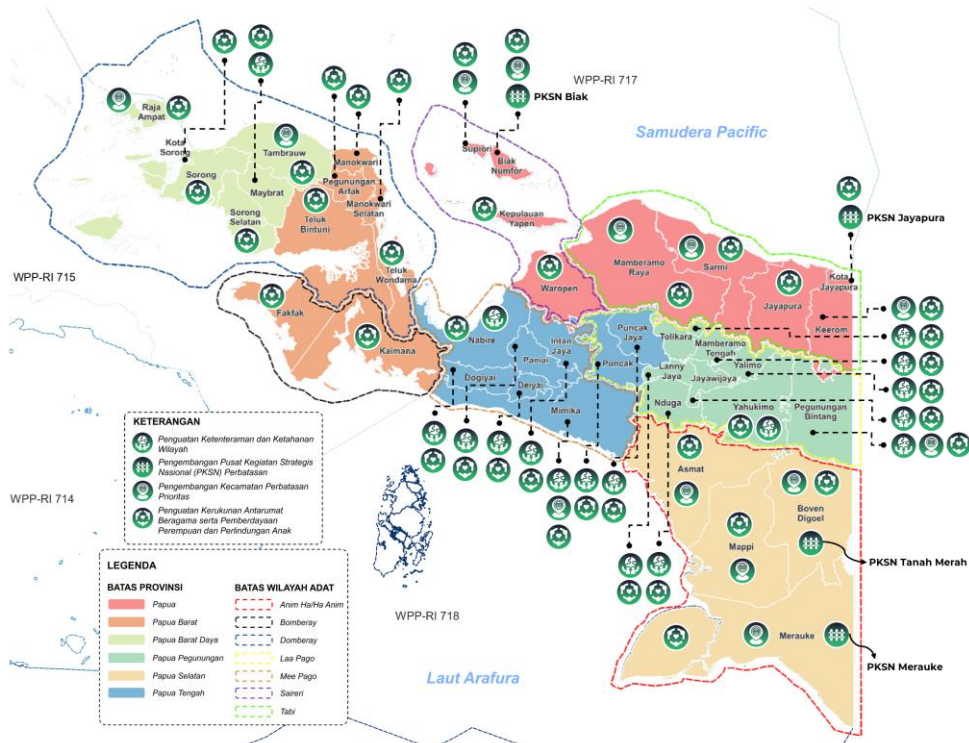 WPP-RI 717
PKSN Biak
Samudera Pacific
Raja
Ampat
Kota
Sorong
Tambrauw
Manokwari
Supiori
Biak
Numfor
Sorong
Maybrat
Pegunungan
Arfak
Manokwari
Selatan
Sorong
Selatan
Teluk
Bintuni
Kepulauan
Yapen
PKSN Jayapura
Teluk
Wondama
WPP-RI 715
Waropen
Mamberamo
Raya
Sarmi
Jayapura
Kota
Jayapura
Keerom
Fakfak
Kaimana
Nabire
Intan
Jaya
Paniai
Dogiyai
Deiyai
Mimika
Puncak
Jaya
Puncak
Tolikara
Mamberamo
Tengah
Lanny
Jaya
Yalimo
Jayawijaya
Nduga
Yahukimo
Pegunungan
Bintang
KETERANGAN
Penguatan Ketenteraman dan Ketahanan
Wilayah
Pengembangan Pusat Kegiatan Strategis
Nasional (PKSN) Perbatasan
Pengembangan Kecamatan Perbatasan
Prioritas
Penguatan Kerukunan Antarumat
Beragama serta Pemberdayaan
Perempuan dan Perlindungan Anak
WPP-RI 714
Asmat
Boven
Digoel
Mappi
PKSN Tanah Merah
Merauke
PKSN Merauke
WPP-RI 718
Laut Arafura
LEGENDA
BATAS PROVINSI
Papua
Papua Barat
Papua Barat Daya
Papua Pegunungan
Papua Selatan
Papua Tengah
BATAS WILAYAH ADAT
Anim Ha/Ha Anim
Bomberay
Domberay
Laa Pago
Mee Pago
Saireri
Tabi